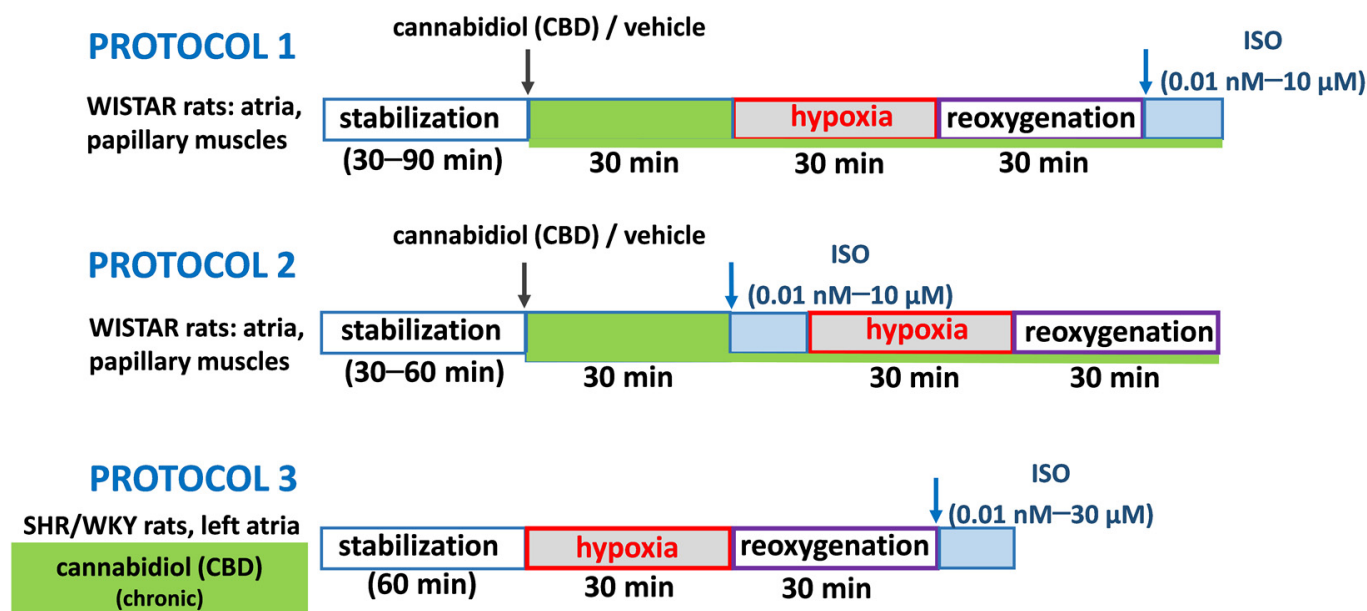 cannabidiol (CBD) / vehicle
PROTOCOL 1
ISO
(0.01 nM—10 µM)
WISTAR rats: atria,
papillary muscles
stabilization
hypoxia
reoxygenation
(30—90 min)
30 min
30 min
30 min
cannabidiol (CBD) / vehicle
PROTOCOL 2
ISO
(0.01 nM—10 µM)
WISTAR rats: atria,
papillary muscles
stabilization
hypoxia
reoxygenation
(30—60 min)
30 min
30 min
30 min
PROTOCOL 3
ISO
(0.01 nM—30 µM)
SHR/WKY rats, left atria
cannabidiol (CBD)
(chronic)
stabilization
hypoxia
reoxygenation
(60 min)
30 min
30 min